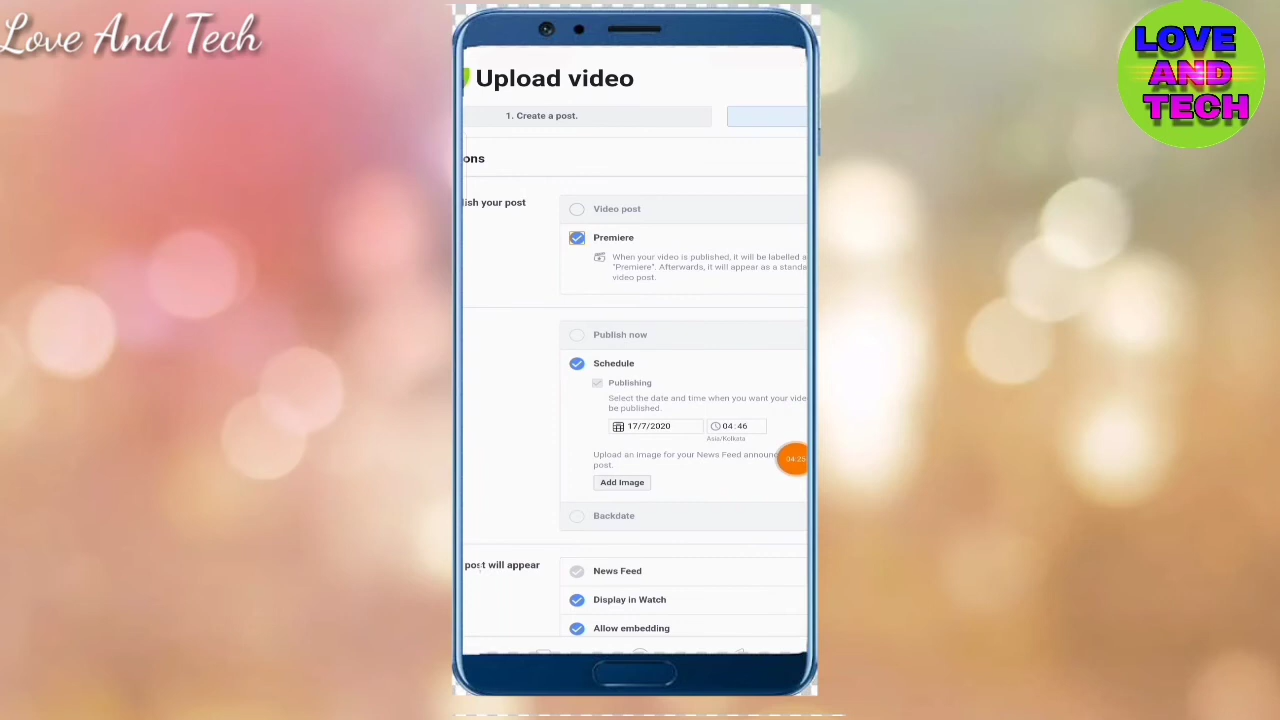 Love And Tech
LOVE
AND
TECH
Upload video
1. Create a post.
ons
lish your post
Video post
Premiere
When your video is published, it will be labelled a
"Premiere". Afterwards, it will appear as a standa
video post.
Publish now
Schedule
Publishing
Select the date and time when you want your vide
be published.
17/7/2020
04:46
Asia/Kolkata
Upload an image for your News Feed announc
post.
04:25
Add Image
Backdate
post will appear
News Feed
Display in Watch
Allow embedding